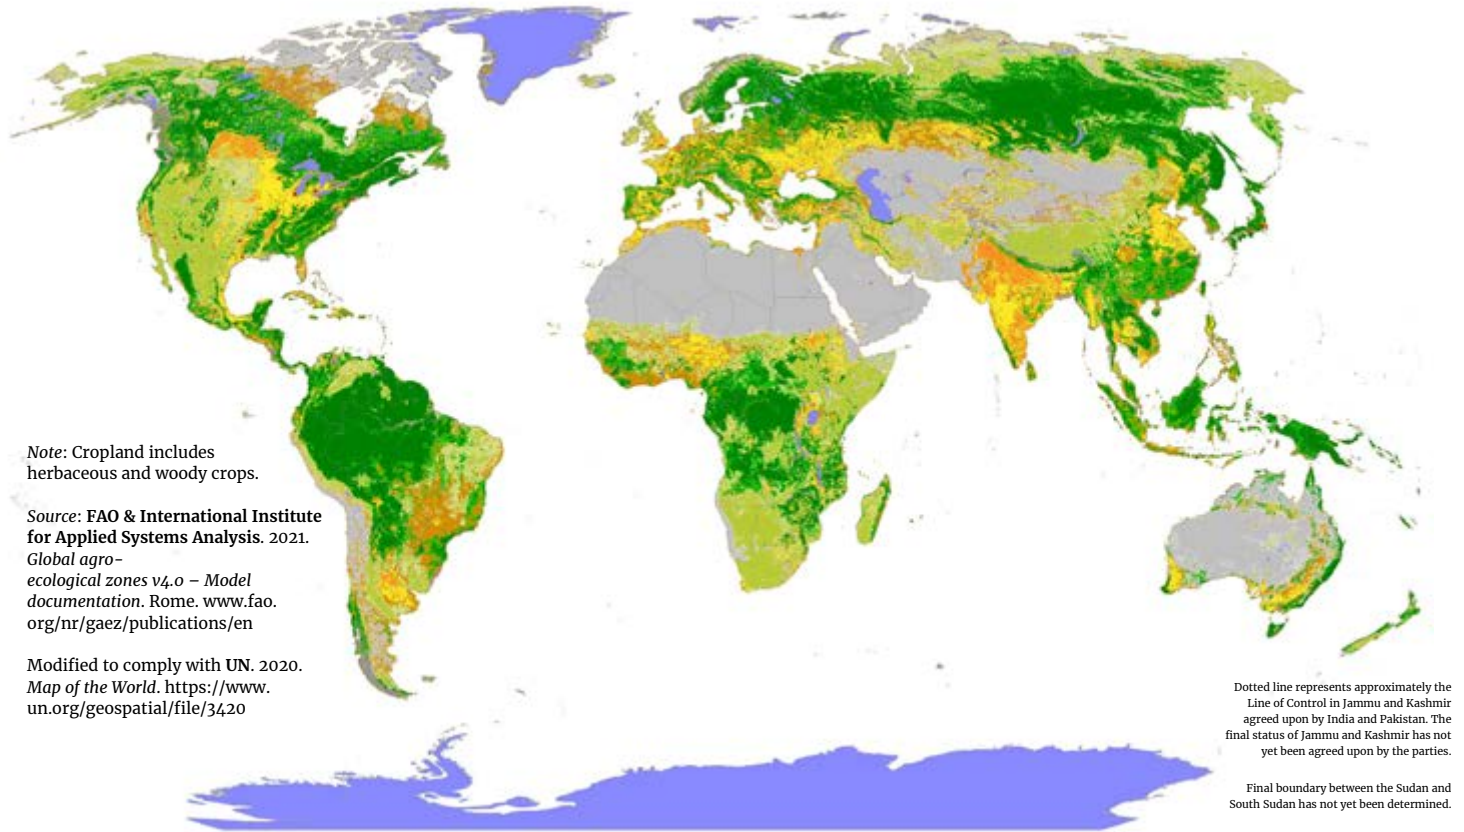 Note: Cropland includes
herbaceous and woody crops.
Source: FAO & International Institute
for Applied Systems Analysis. 2021.
Global agro-
ecological zones v4.0 – Model
documentation. Rome. www.fao.
org/nr/gaez/publications/en
Modified to comply with UN. 2020.
Map of the World. https://www.
un.org/geospatial/file/3420
Dotted line represents approximately the
Line of Control in Jammu and Kashmir
agreed upon by India and Pakistan. The
final status of Jammu and Kashmir has not
yet been agreed upon by the parties.
Final boundary between the Sudan and
South Sudan has not yet been determined.